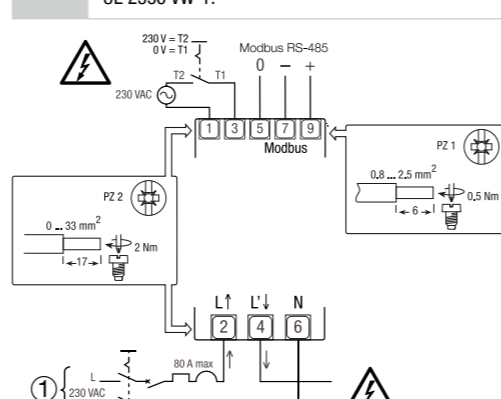 UL 2556 VW-1.
230 V = T2
0 V = T1
Modbus RS-485
T2 T1
0 − +
230 VAC
1 3 5 7 9
Modbus
PZ 1
0.8 ... 2.5 mm²
0.5 Nm
6
PZ 2
0 ... 33 mm²
2 Nm
17
L↑ L'↓ N
2 4 6
80 A max
1
L
230 VAC